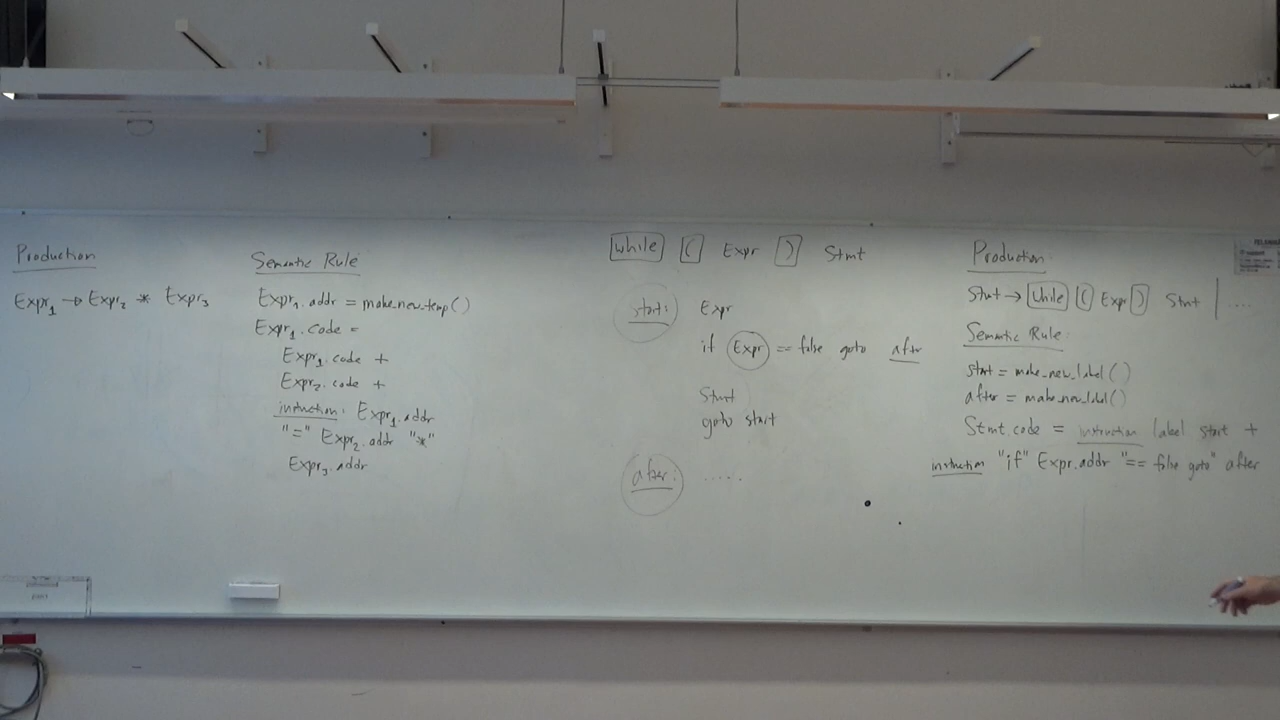 Production
Expr1 → Expr2 * Expr3
Semantic Rule
Expr1.addr = make_new_temp()
Expr1.code =
Expr1.code +
Expr2.code +
instruction: Expr1.addr
"=" Expr2.addr "*"
Expr3.addr
while ( Expr ) Stmt
start: Expr
if Expr == false goto after
Stmt
goto start
after: .....
Production:
Stmt → While ( Expr ) Stmt | ....
Semantic Rule:
start = make_new_label()
after = make_new_label()
Stmt.code = instruction label start +
instruction "if" Expr.addr "== false goto" after